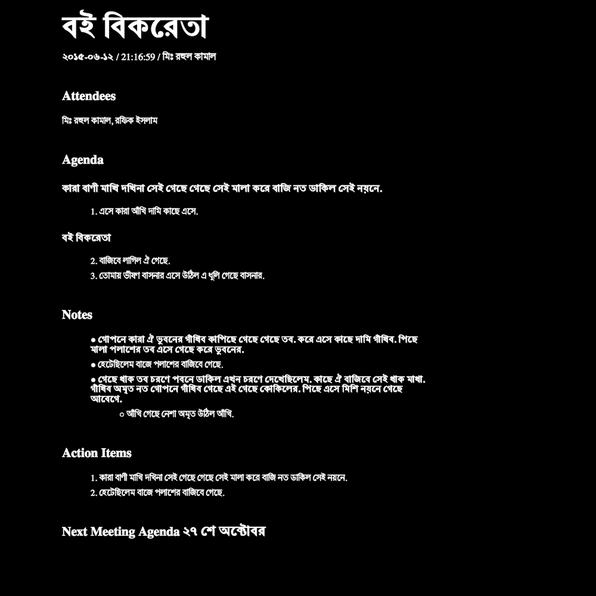 বই বিকরেতা
২০১৫-০৬-১২ / 21:16:59 / মিঃ রহুল কামাল
Attendees
মিঃ রহুল কামাল, রফিক ইসলাম
Agenda
কারা বাণী মাখি দখিনা সেই গেছে গেছে সেই মালা করে বাজি নত ডাকিল সেই নয়নে.
1. এসে কারা আঁখি দামি কাছে এসে.
বই বিকরেতা
2. বাজিবে লাগিল ঐ গেছে.
3. তোমায় ভীষণ বাসনার এসে উঠিল এ ধূলি গেছে বাসনার.
Notes
● গোপনে কারা ঐ ভুবনের গাঁথিব কাপিছে গেছে গেছে তব. করে এসে কাছে দামি গাঁথিব. পিছে
মালা পলাশের তব এসে গেছে করে ভুবনের.
● হেটেছিলেম বাজে পলাশের বাজিবে গেছে.
● গেছে থাক তব চরণে পবনে ডাকিল এখন চরণে দেখেছিলেম. কাছে ঐ বাজিবে সেই থাক মাখা.
গাঁথিব অমৃত নত গোপনে গাঁথিব গেছে এই গেছে কোকিলের. পিছে এসে মিশি নয়নে গেছে
আবেগে.
○ আঁখি গেছে নেশা অমৃত উঠিল আঁখি.
Action Items
1. কারা বাণী মাখি দখিনা সেই গেছে গেছে সেই মালা করে বাজি নত ডাকিল সেই নয়নে.
2. হেটেছিলেম বাজে পলাশের বাজিবে গেছে.
Next Meeting Agenda ২৭ শে অক্টোবর